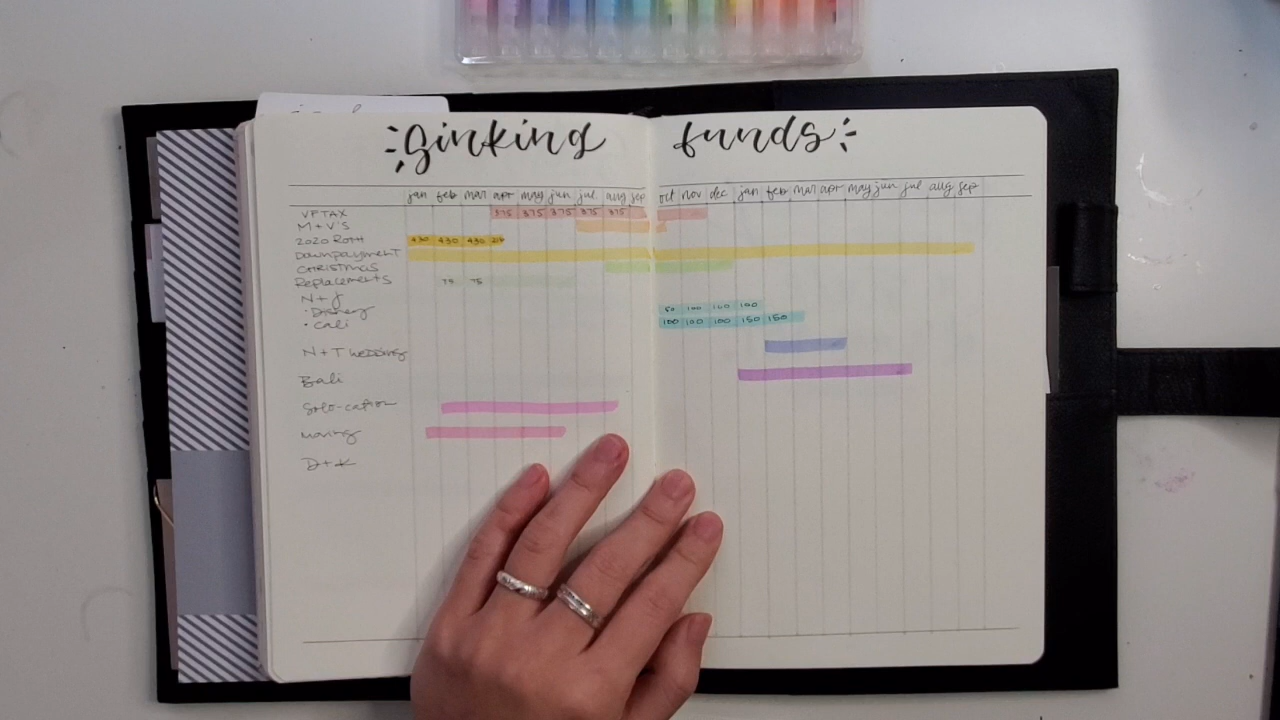 Sinking funds
jan feb mar apr may jun jul aug sep oct nov dec jan feb mar apr may jun jul aug sep
VP TAX 375 375 375 375 375
M+V'S
2020 ROTH 430 430 430
DOWNPAYMENT
CHRISTMAS
Replacements 75 75
N+J
• Disney 50 100 100 100
• Cali 100 100 100 150 150
N+T wedding
Bali
Solo-cation
Moving
D+K